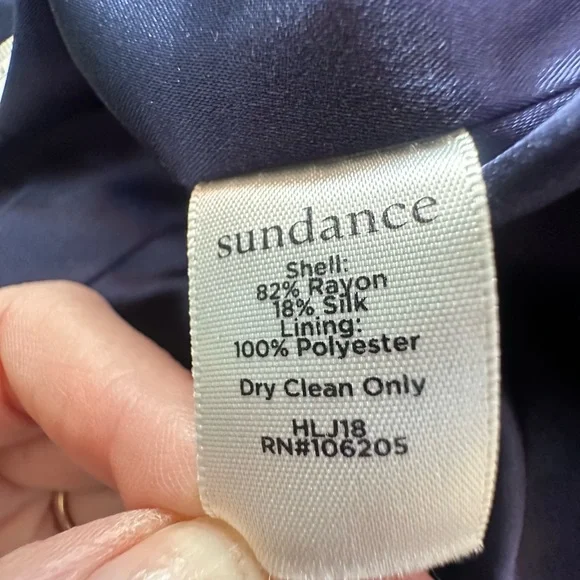 sundance
Shell:
82% Rayon
18% Silk
Lining:
100% Polyester
Dry Clean Only
HLJ18
RN#106205